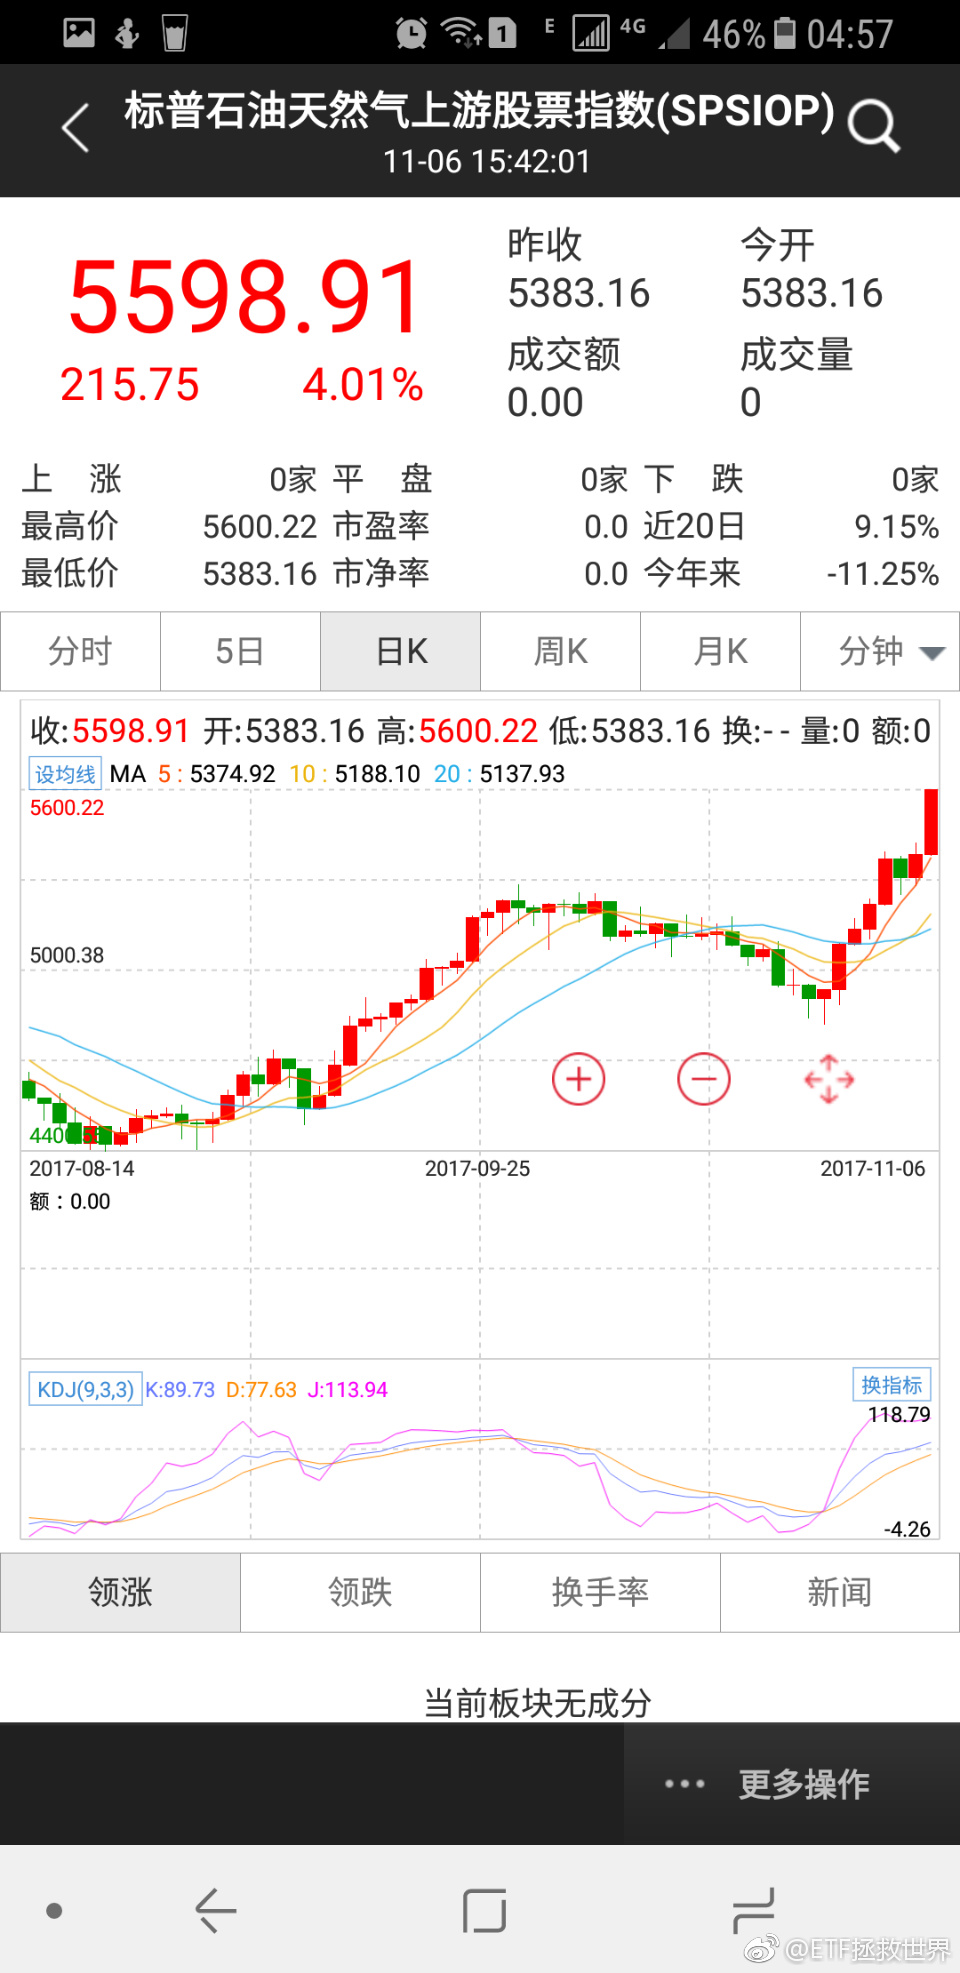 1 E 4G 46% 04:57
标普石油天然气上游股票指数(SPSIOP)
11-06 15:42:01
5598.91
215.75 4.01%
昨收 今开
5383.16 5383.16
成交额 成交量
0.00 0
上 涨 0家 平 盘 0家 下 跌 0家
最高价 5600.22 市盈率 0.0 近20日 9.15%
最低价 5383.16 市净率 0.0 今年来 -11.25%
分时 5日 日K 周K 月K 分钟
收:5598.91 开:5383.16 高:5600.22 低:5383.16 换:-- 量:0 额:0
设均线 MA 5:5374.92 10:5188.10 20:5137.93
5600.22
5000.38
440
2017-08-14 2017-09-25 2017-11-06
额:0.00
KDJ(9,3,3) K:89.73 D:77.63 J:113.94 换指标
118.79
-4.26
领涨 领跌 换手率 新闻
当前板块无成分
··· 更多操作
@ETF拯救世界